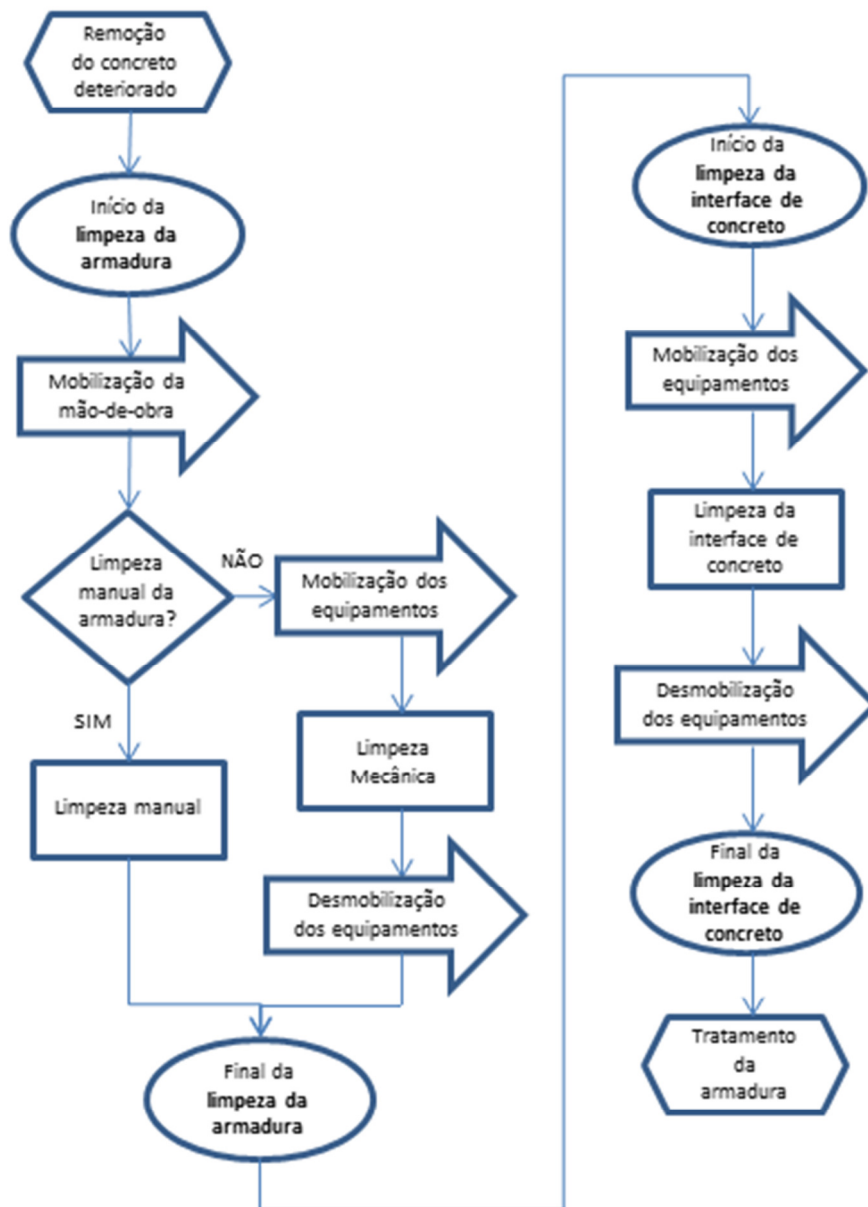 Remoção
do concreto
deteriorado
Início da
limpeza da
armadura
Mobilização da
mão-de-obra
Limpeza
manual da
armadura?
NÃO
Mobilização dos
equipamentos
SIM
Limpeza manual
Limpeza
Mecânica
Desmobilização
dos equipamentos
Final da
limpeza da
armadura
Início da
limpeza da
interface de
concreto
Mobilização dos
equipamentos
Limpeza da
interface de
concreto
Desmobilização
dos equipamentos
Final da
limpeza da
interface de
concreto
Tratamento
da
armadura